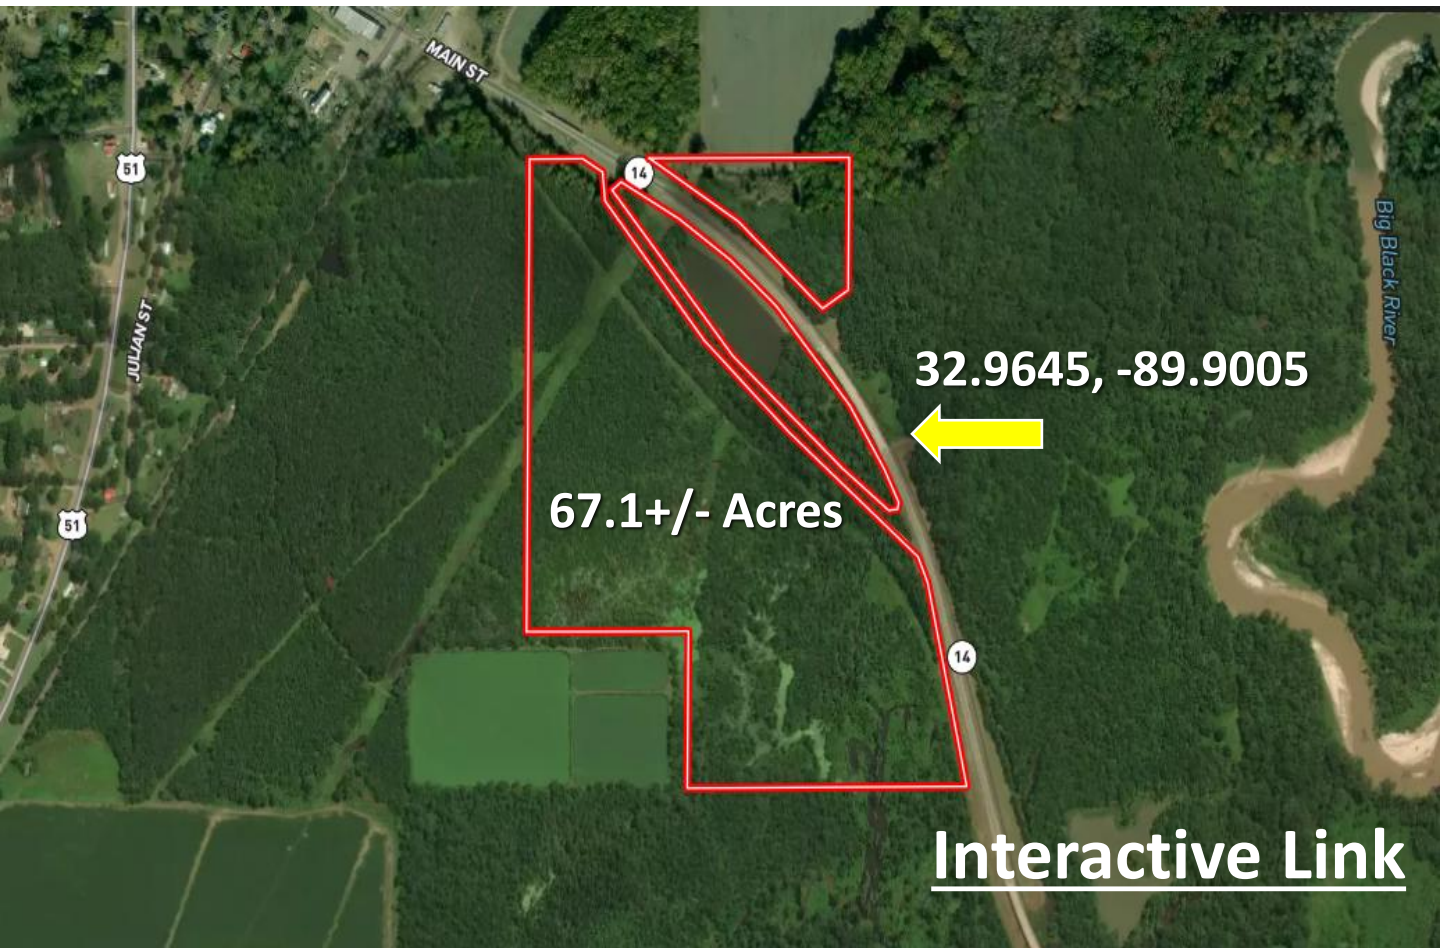 MAIN ST
51
14
Big Black River
JULIAN ST
32.9645, -89.9005
67.1+/- Acres
51
14
Interactive Link